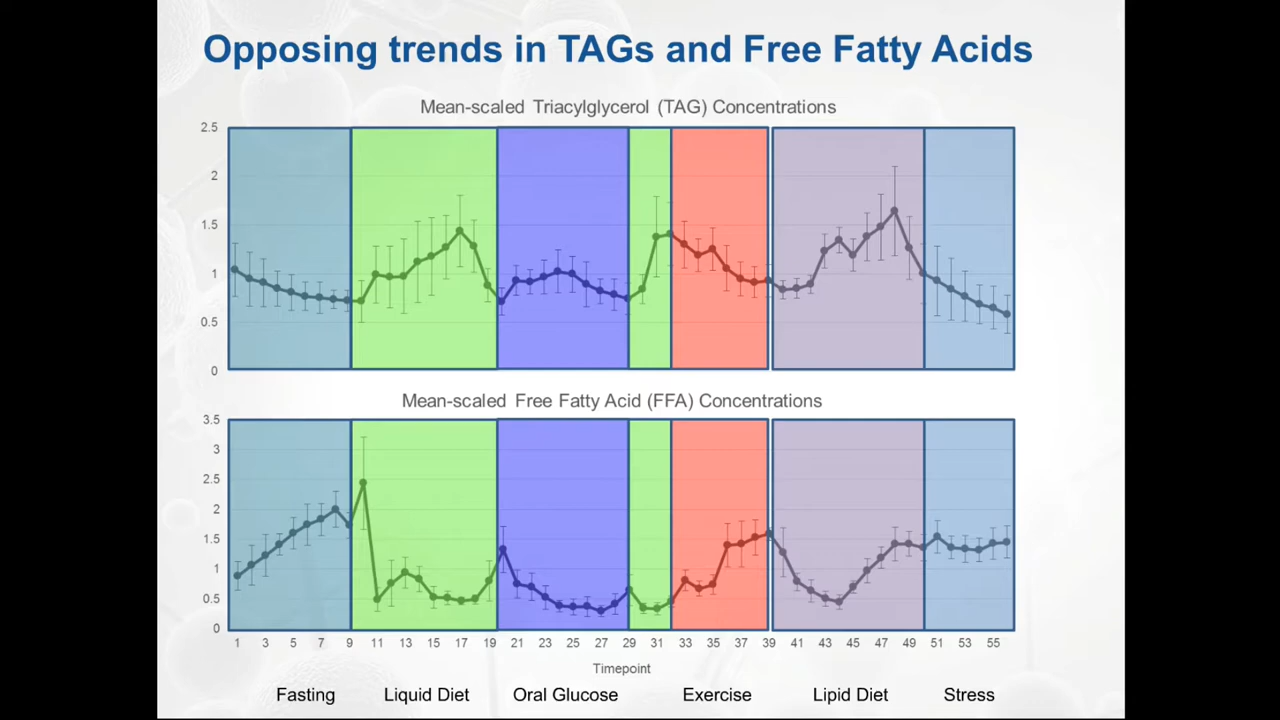 Opposing trends in TAGs and Free Fatty Acids
Mean-scaled Triacylglycerol (TAG) Concentrations
2.5
2
1.5
1
0.5
0
Mean-scaled Free Fatty Acid (FFA) Concentrations
3.5
3
2.5
2
1.5
1
0.5
0
1 3 5 7 9 11 13 15 17 19 21 23 25 27 29 31 33 35 37 39 41 43 45 47 49 51 53 55
Timepoint
Fasting Liquid Diet Oral Glucose Exercise Lipid Diet Stress